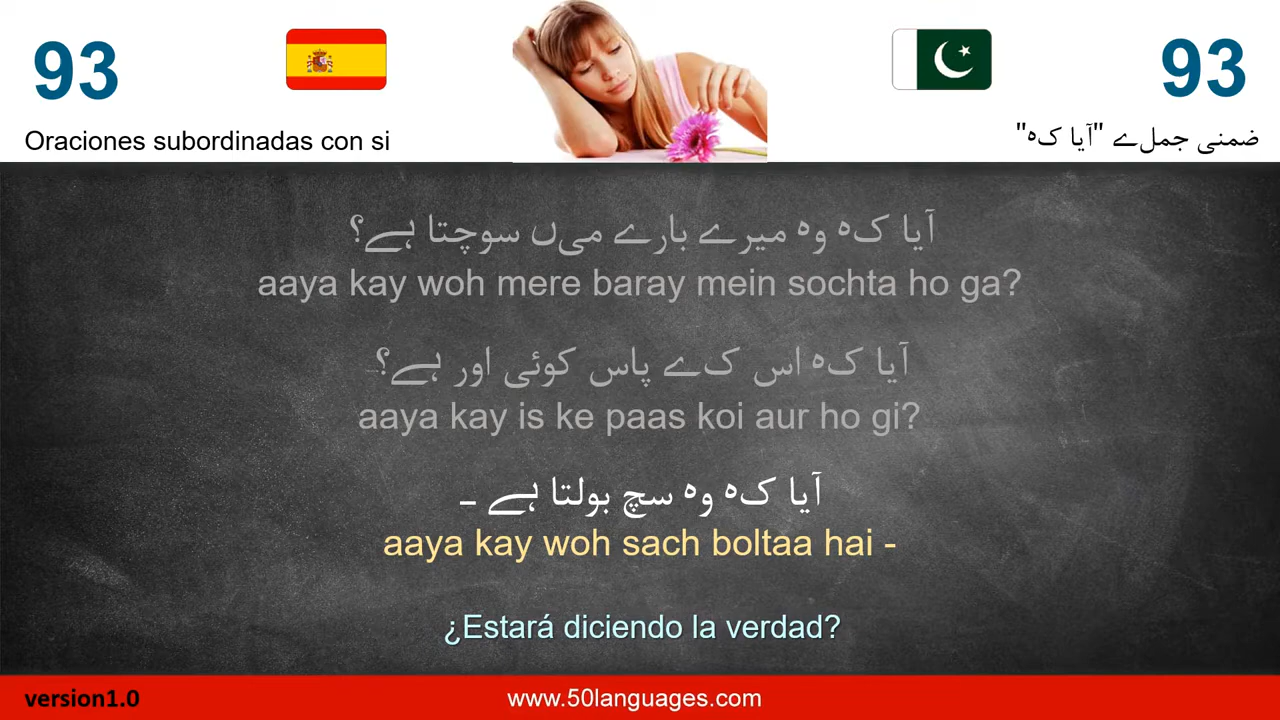 93
93
Oraciones subordinadas con si
ضمنی جملے "آیا کہ"
آیا کہ وہ میرے بارے میں سوچتا ہے؟
aaya kay woh mere baray mein sochta ho ga?
آیا کہ اس کے پاس کوئی اور ہے؟
aaya kay is ke paas koi aur ho gi?
آیا کہ وہ سچ بولتا ہے ۔
aaya kay woh sach boltaa hai -
¿Estará diciendo la verdad?
version1.0
www.50languages.com